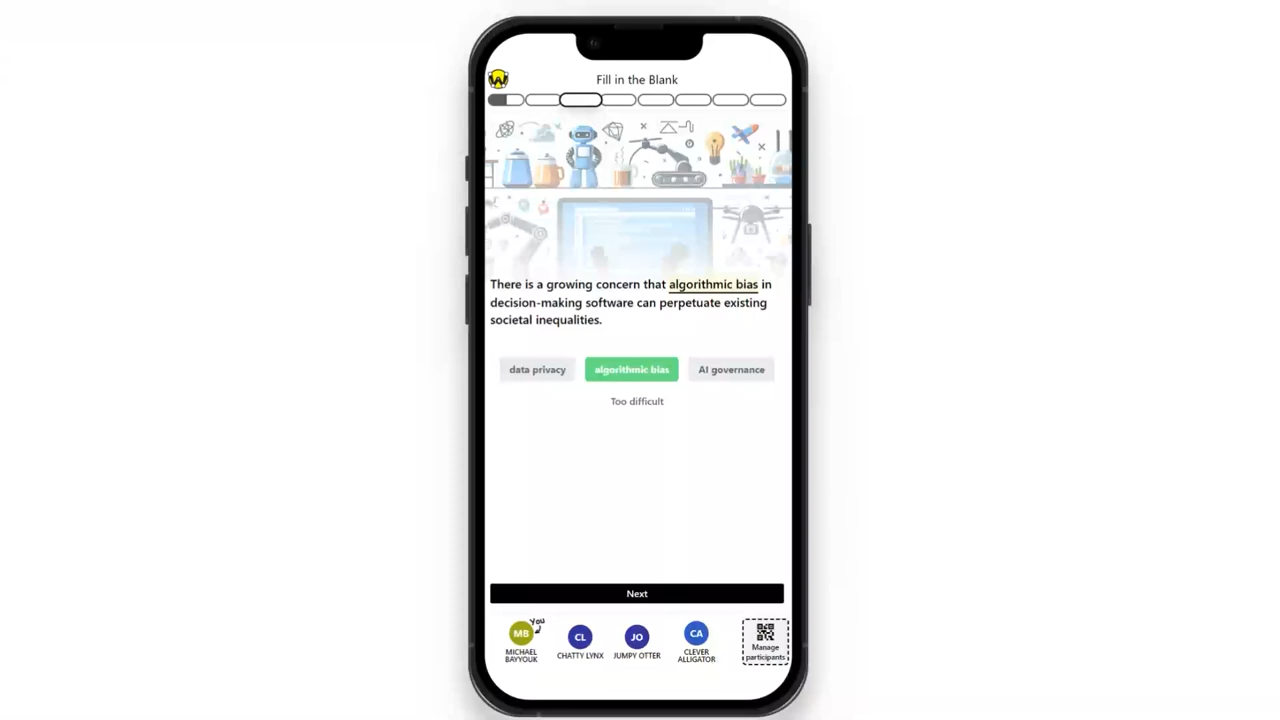 Fill in the Blank
There is a growing concern that algorithmic bias in
decision-making software can perpetuate existing
societal inequalities.
data privacy
algorithmic bias
AI governance
Too difficult
Next
You
MB
CL
JO
CA
MICHAEL
BAYYOUK
CHATTY LYNX
JUMPY OTTER
CLEVER
ALLIGATOR
Manage
participants